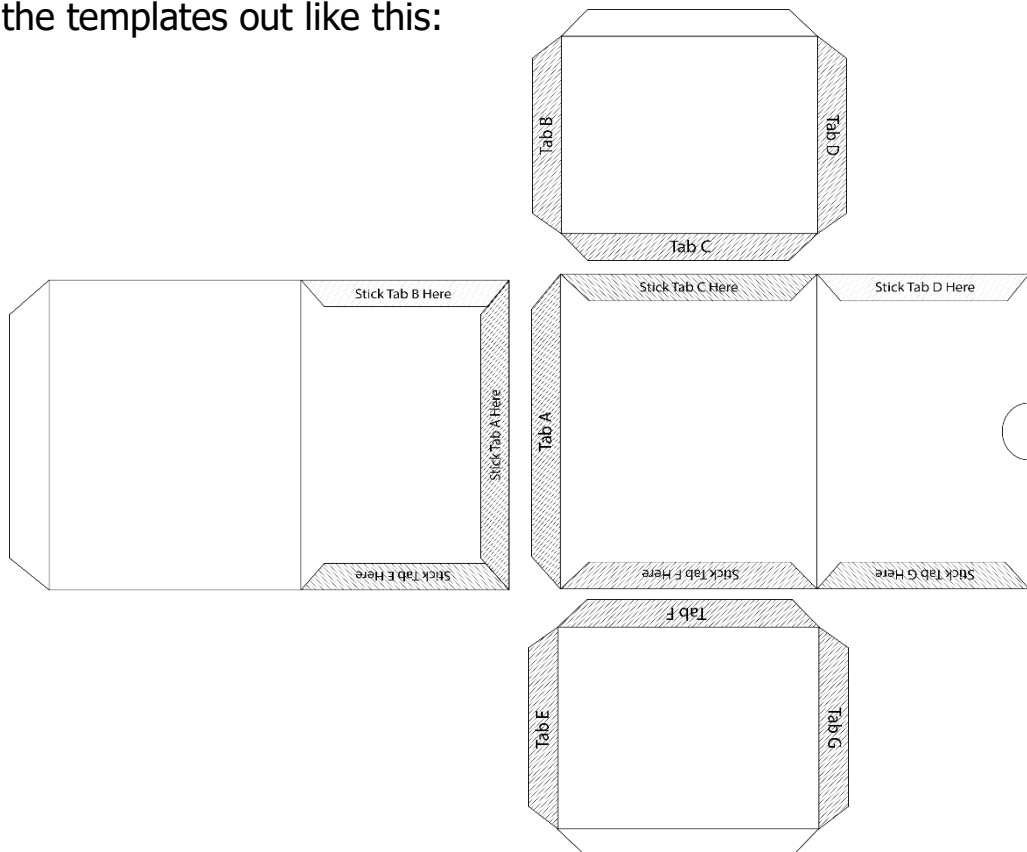 the templates out like this:
Tab B
Tab D
Tab C
Stick Tab B Here
Stick Tab C Here
Stick Tab D Here
Stick Tab A Here
Tab A
Stick Tab E Here
Stick Tab F Here
Stick Tab G Here
Tab F
Tab E
Tab G